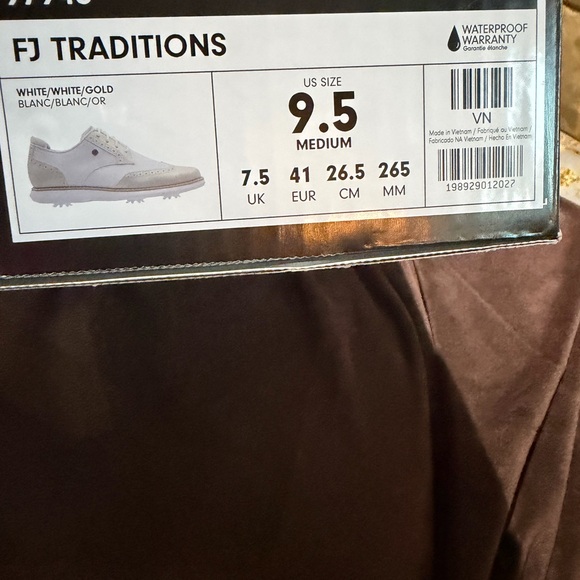 FJ TRADITIONS
WATERPROOF
WARRANTY
Garantie étanche
WHITE/WHITE/GOLD
BLANC/BLANC/OR
US SIZE
9.5
MEDIUM
7.5 41 26.5 265
UK EUR CM MM
VN
Made in Vietnam / Fabriqué au Vietnam /
Fabricado NA Vietnam / Hecho En Vietnam
198929012027